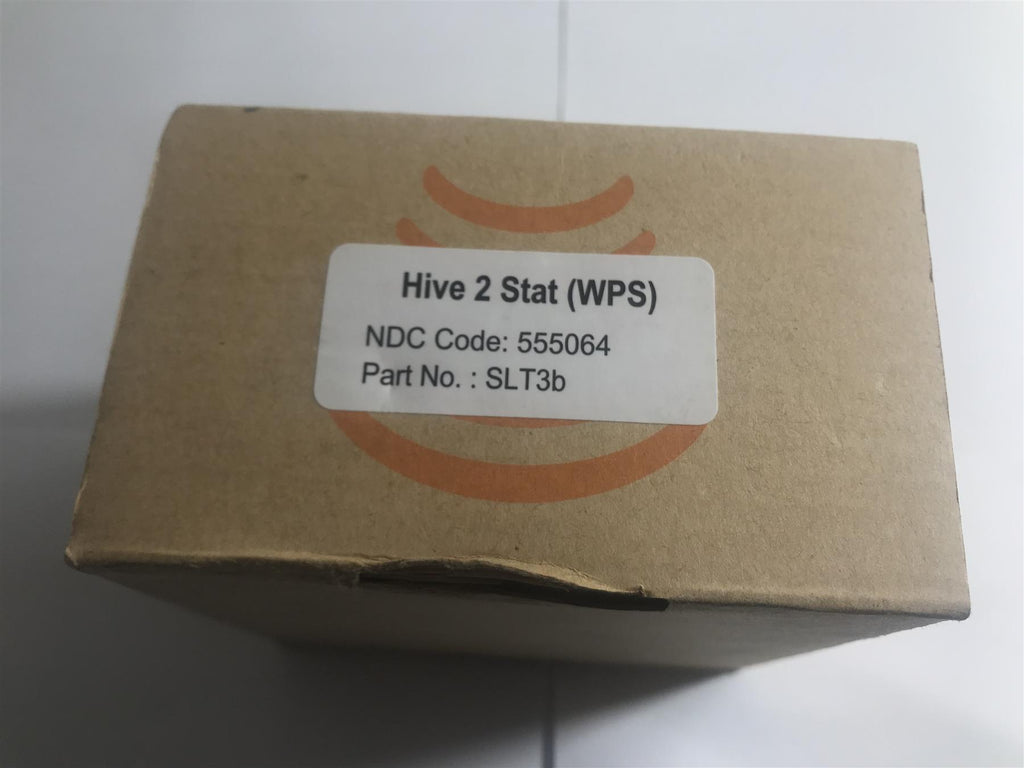 Hive 2 Stat (WPS)
NDC Code: 555064
Part No. : SLT3b